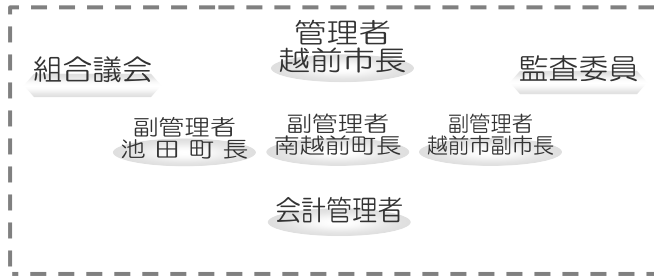 管理者
越前市長
組合議会
監査委員
副管理者
池田町長
副管理者
南越前町長
副管理者
越前市副市長
会計管理者